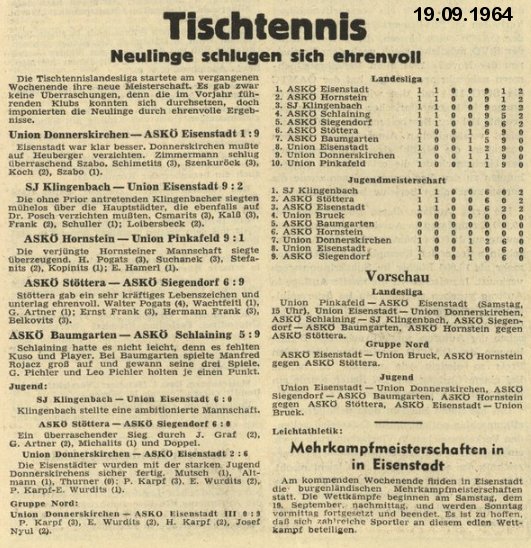 19.09.1964
Tischtennis
Neulinge schlugen sich ehrenvoll
Die Tischtennislandesliga startete am vergangenen
Wochenende ihre neue Meisterschaft. Es gab zwar
keine Überraschungen, denn die im Vorjahr füh-
renden Klubs konnten sich durchsetzen, doch
imponierten die Neulinge durch ehrenvolle Ergeb-
nisse.
Union Donnerskirchen — ASKÖ Eisenstadt 1 : 9
Eisenstadt war klar besser. Donnerskirchen mußte
auf Heuberger verzichten. Zimmermann schlug
überraschend Szabo, Schimetits (3), Szenkuröck (3),
Koch (2), Szabo (1).
SJ Klingenbach — Union Eisenstadt 9 : 2
Die ohne Prior antretenden Klingenbacher siegten
mühelos über die Hauptstädter, die ebenfalls auf
Dr. Posch verzichten mußten. Csmarits (3), Kalß (3),
Frank (2), Schuller (1); Loibersbeck (2).
ASKÖ Hornstein — Union Pinkafeld 9 : 1
Die verjüngte Hornsteiner Mannschaft siegte
überzeugend. H. Pogats (3), Suchanek (3), Stefa-
nits (2), Kopinits (1); E. Hamerl (1).
ASKÖ Stöttera — ASKÖ Siegendorf 6 : 9
Stöttera gab ein sehr kräftiges Lebenszeichen und
unterlag ehrenvoll. Walter Pogats (4), Wachtfeitl (1),
G. Artner (1); Ernst Frank (3), Hermann Frank (3),
Belkovits (3).
ASKÖ Baumgarten — ASKÖ Schlaining 5 : 9
Schlaining hatte es nicht leicht, denn es fehlten
Kuso und Player. Bei Baumgarten spielte Manfred
Rojacz groß auf und gewann seine drei Spiele.
G. Pichler und Leo Pichler holten je einen Punkt.
Jugend:
SJ Klingenbach — Union Eisenstadt 6 : 0
Klingenbach stellte eine ambitionierte Mannschaft.
ASKÖ Stöttera — ASKÖ Siegendorf 6 : 0
Ein überraschender Sieg durch J. Graf (2),
G. Artner (2), Michalits (1) und Doppel.
Union Donnerskirchen — ASKÖ Eisenstadt 2 : 6
Die Eisenstädter wurden mit der starken Jugend
Donnerskirchens sicher fertig. Mutsch (1), Alt-
mann (1), Thurner (0); P. Karpf (3), E. Wurdits (2),
P. Karpf-E. Wurdits (1).
Gruppe Nord:
Union Donnerskirchen — ASKÖ Eisenstadt III 0 : 9
P. Karpf (3), E. Wurdits (2), H. Karpf (2), Josef
Nyul (2).
Landesliga
1. ASKÖ Eisenstadt 1 1 0 0 9 1 2
2. ASKÖ Hornstein 1 1 0 0 9 1 2
3. SJ Klingenbach 1 1 0 0 9 2 2
4. ASKÖ Schlaining 1 1 0 0 9 5 2
5. ASKÖ Siegendorf 1 1 0 0 9 6 2
6. ASKÖ Stöttera 1 0 0 1 6 9 0
7. ASKÖ Baumgarten 1 0 0 1 5 9 0
8. Union Eisenstadt 1 0 0 1 2 9 0
9. Union Donnerskirchen 1 0 0 1 1 9 0
10. Union Pinkafeld 1 0 0 1 1 9 0
Jugendmeisterschaft
1. SJ Klingenbach 1 1 0 0 6 0 2
2. ASKÖ Stöttera 1 1 0 0 6 0 2
3. ASKÖ Eisenstadt 1 1 0 0 6 2 2
4. Union Bruck 0 0 0 0 0 0 0
5. ASKÖ Baumgarten 0 0 0 0 0 0 0
6. ASKÖ Hornstein 0 0 0 0 0 0 0
7. Union Donnerskirchen 1 0 0 1 2 6 0
8. Union Eisenstadt 1 0 0 1 0 6 0
9. ASKÖ Siegendorf 1 0 0 1 0 6 0
Vorschau
Landesliga
Union Pinkafeld — ASKÖ Eisenstadt (Samstag,
15 Uhr), Union Eisenstadt — Union Donnerskirchen,
ASKÖ Schlaining — SJ Klingenbach, ASKÖ Siegen-
dorf — ASKÖ Baumgarten, ASKÖ Hornstein gegen
ASKÖ Stöttera.
Gruppe Nord
ASKÖ Eisenstadt — Union Bruck, ASKÖ Hornstein
gegen ASKÖ Stöttera.
Jugend
Union Eisenstadt — Union Donnerskirchen, ASKÖ
Siegendorf — ASKÖ Baumgarten, ASKÖ Hornstein
gegen ASKÖ Stöttera, ASKÖ Eisenstadt — Union
Bruck.
Leichtathletik:
Mehrkampfmeisterschaften in
in Eisenstadt
Am kommenden Wochenende finden in Eisenstadt
die burgenländischen Mehrkampfmeisterschaften
statt. Die Wettkämpfe beginnen am Samstag, dem
19. September, nachmittag, und werden Sonntag
vormittag fortgesetzt und beendet. Es ist zu hoffen,
daß sich zahlreiche Sportler an diesem edlen Wett-
kampf beteiligen.